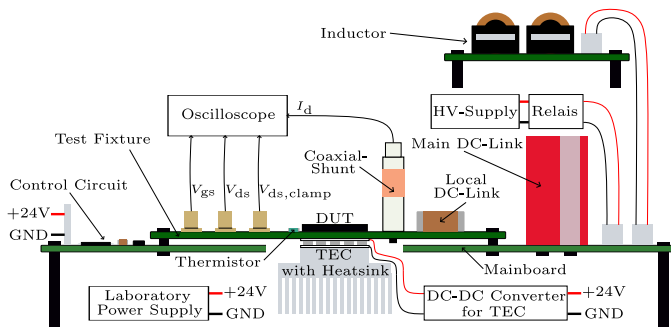 Inductor
Oscilloscope
I_d
HV-Supply
Relais
Test Fixture
Coaxial-
Shunt
Main DC-Link
Control Circuit
V_gs
V_ds
V_ds,clamp
Local
DC-Link
+24V
DUT
GND
Thermistor
TEC
with Heatsink
Mainboard
Laboratory
Power Supply
+24V
GND
DC-DC Converter
for TEC
+24V
GND